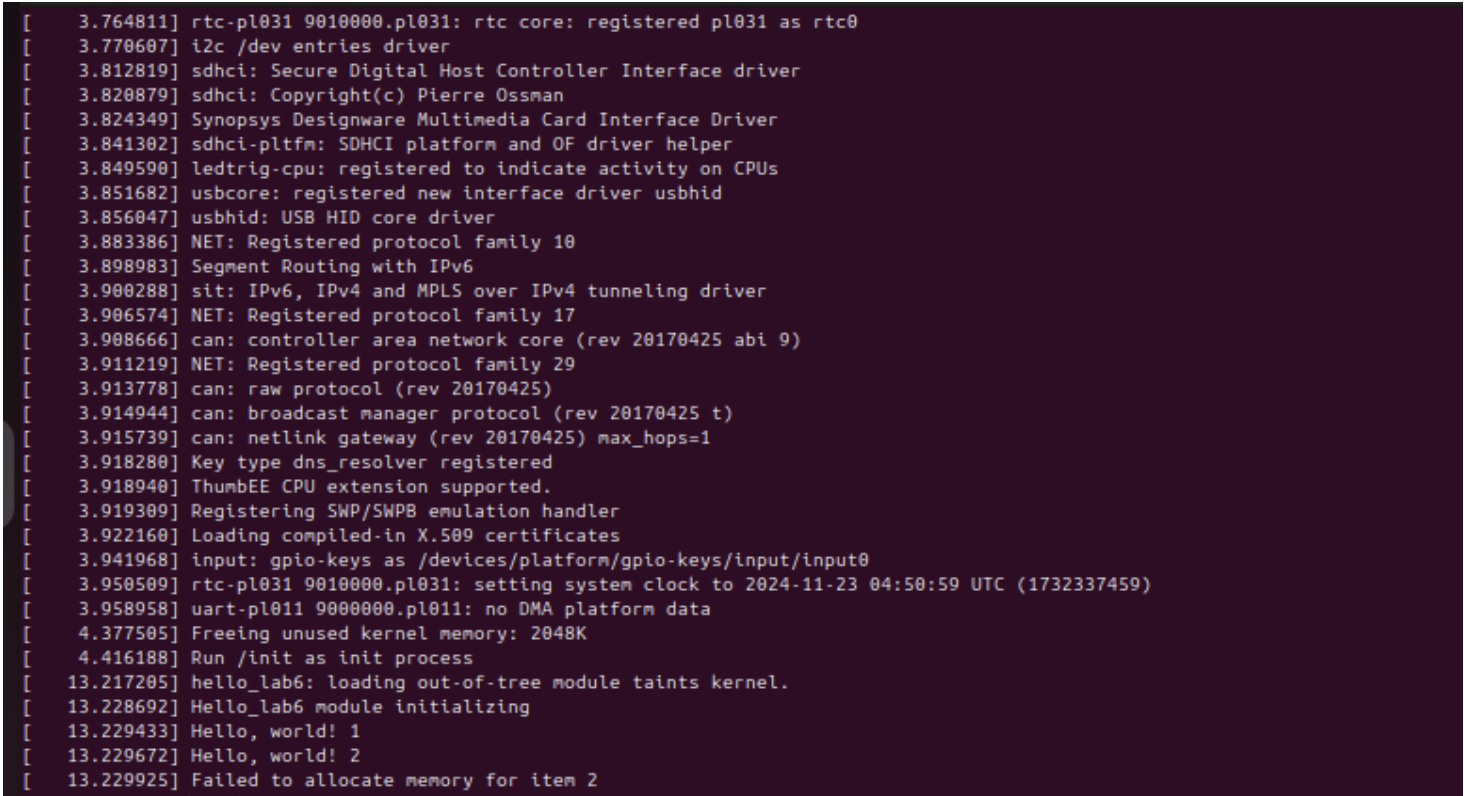 [    3.764811] rtc-pl031 9010000.pl031: rtc core: registered pl031 as rtc0
[    3.770607] i2c /dev entries driver
[    3.812819] sdhci: Secure Digital Host Controller Interface driver
[    3.820879] sdhci: Copyright(c) Pierre Ossman
[    3.824349] Synopsys Designware Multimedia Card Interface Driver
[    3.841302] sdhci-pltfm: SDHCI platform and OF driver helper
[    3.849590] ledtrig-cpu: registered to indicate activity on CPUs
[    3.851682] usbcore: registered new interface driver usbhid
[    3.856047] usbhid: USB HID core driver
[    3.883386] NET: Registered protocol family 10
[    3.898983] Segment Routing with IPv6
[    3.900288] sit: IPv6, IPv4 and MPLS over IPv4 tunneling driver
[    3.906574] NET: Registered protocol family 17
[    3.908666] can: controller area network core (rev 20170425 abi 9)
[    3.911219] NET: Registered protocol family 29
[    3.913778] can: raw protocol (rev 20170425)
[    3.914944] can: broadcast manager protocol (rev 20170425 t)
[    3.915739] can: netlink gateway (rev 20170425) max_hops=1
[    3.918280] Key type dns_resolver registered
[    3.918940] ThumbEE CPU extension supported.
[    3.919309] Registering SWP/SWPB emulation handler
[    3.922160] Loading compiled-in X.509 certificates
[    3.941968] input: gpio-keys as /devices/platform/gpio-keys/input/input0
[    3.950509] rtc-pl031 9010000.pl031: setting system clock to 2024-11-23 04:50:59 UTC (1732337459)
[    3.958958] uart-pl011 9000000.pl011: no DMA platform data
[    4.377505] Freeing unused kernel memory: 2048K
[    4.416188] Run /init as init process
[   13.217205] hello_lab6: loading out-of-tree module taints kernel.
[   13.228692] Hello_lab6 module initializing
[   13.229433] Hello, world! 1
[   13.229672] Hello, world! 2
[   13.229925] Failed to allocate memory for item 2